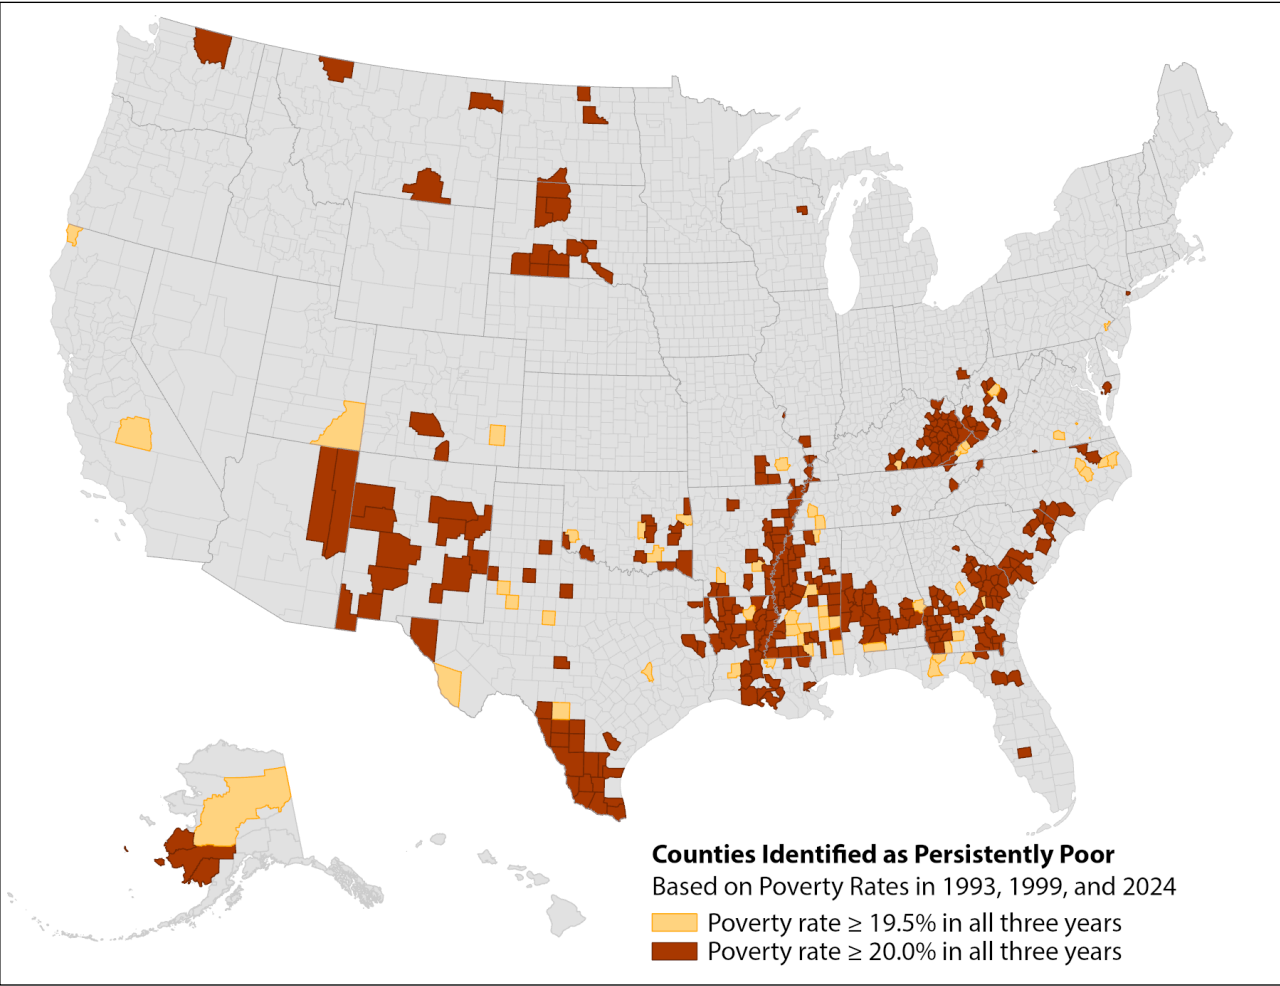 Counties Identified as Persistently Poor
Based on Poverty Rates in 1993, 1999, and 2024
Poverty rate ≥ 19.5% in all three years
Poverty rate ≥ 20.0% in all three years